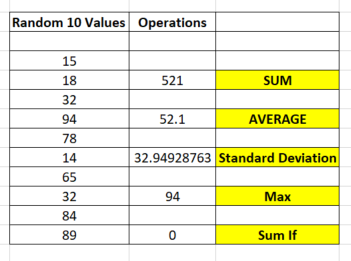 Random 10 Values Operations
15
18 521 SUM
32
94 52.1 AVERAGE
78
14 32.94928763 Standard Deviation
65
32 94 Max
84
89 0 Sum If